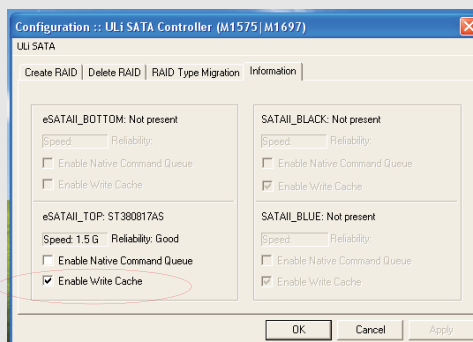 Configuration :: ULi SATA Controller (M1575|M1697)
ULi SATA
Create RAID | Delete RAID | RAID Type Migration | Information
eSATAII_BOTTOM: Not present
Speed: Reliability:
Enable Native Command Queue
Enable Write Cache
eSATAII_TOP: ST380817AS
Speed: 1.5 G Reliability: Good
Enable Native Command Queue
Enable Write Cache
SATAII_BLACK: Not present
Speed: Reliability:
Enable Native Command Queue
Enable Write Cache
SATAII_BLUE: Not present
Speed: Reliability:
Enable Native Command Queue
Enable Write Cache
OK Cancel Apply